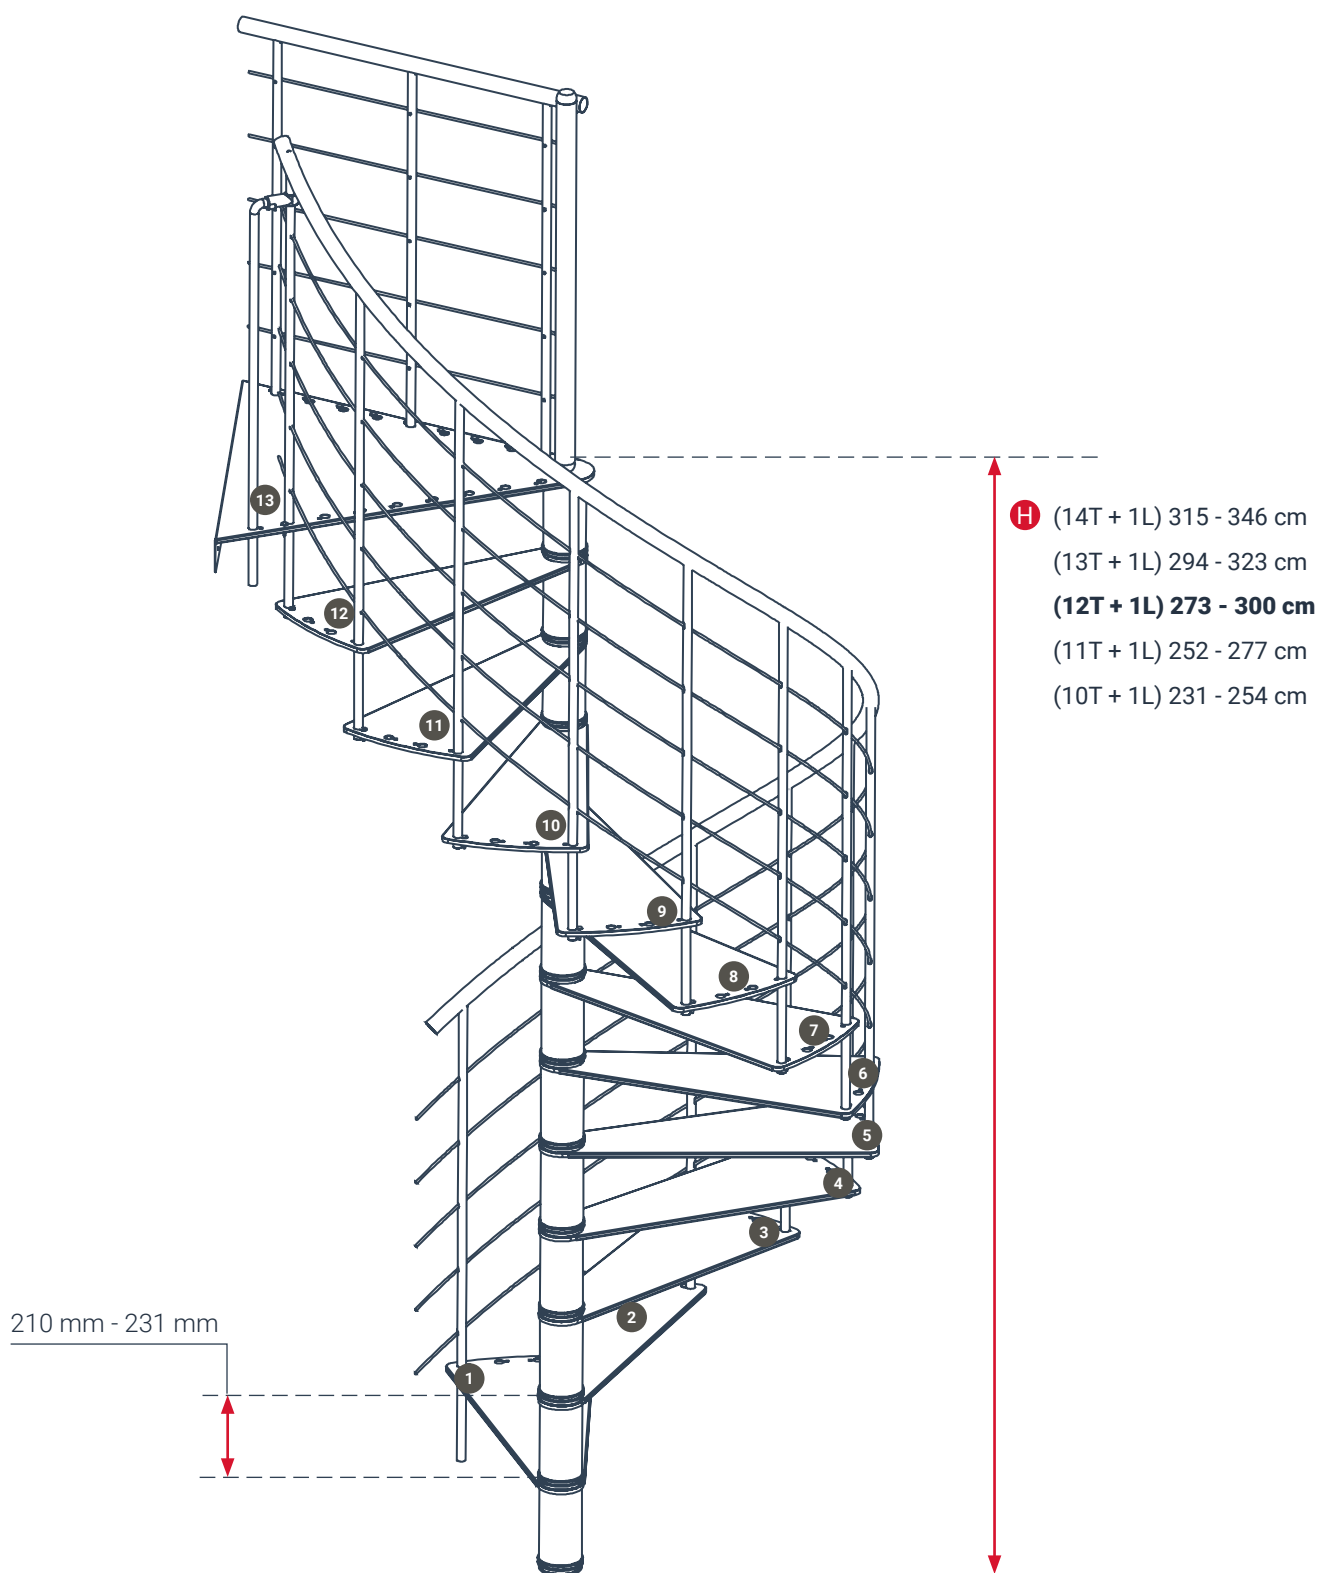 13
H (14T + 1L) 315 - 346 cm
(13T + 1L) 294 - 323 cm
(12T + 1L) 273 - 300 cm
12
(11T + 1L) 252 - 277 cm
(10T + 1L) 231 - 254 cm
11
10
9
8
7
6
5
4
3
2
210 mm - 231 mm
1